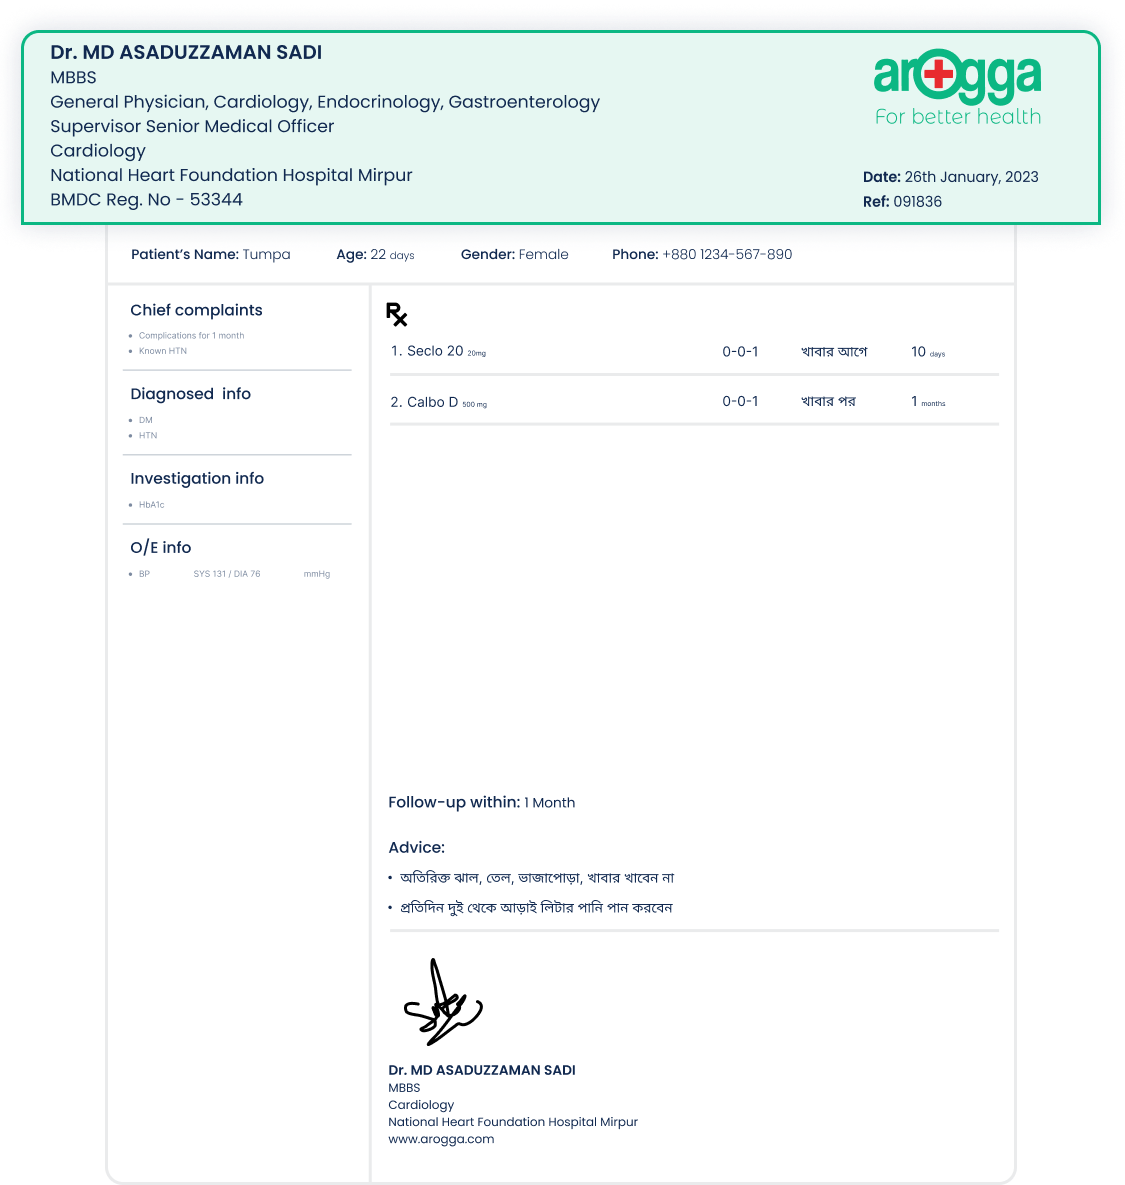 Dr. MD ASADUZZAMAN SADI
MBBS
General Physician, Cardiology, Endocrinology, Gastroenterology
Supervisor Senior Medical Officer
Cardiology
National Heart Foundation Hospital Mirpur
BMDC Reg. No - 53344
arogga
For better health
Date: 26th January, 2023
Ref: 091836
Patient's Name: Tumpa Age: 22 days Gender: Female Phone: +880 1234-567-890
Chief complaints
• Complications for 1 month
• Known HTN
Diagnosed info
• DM
• HTN
Investigation info
• HbA1c
O/E info
• BP SYS 131 / DIA 76 mmHg
Rx
1. Seclo 20 20mg 0-0-1 খাবার আগে 10 days
2. Calbo D 500 mg 0-0-1 খাবার পর 1 months
Follow-up within: 1 Month
Advice:
• অতিরিক্ত ঝাল, তেল, ভাজাপোড়া, খাবার খাবেন না
• প্রতিদিন দুই থেকে আড়াই লিটার পানি পান করবেন
Dr. MD ASADUZZAMAN SADI
MBBS
Cardiology
National Heart Foundation Hospital Mirpur
www.arogga.com